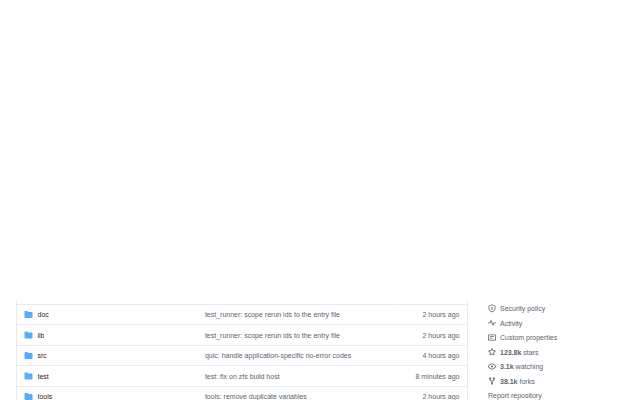 doc test_runner: scope rerun ids to the entry file 2 hours ago
lib test_runner: scope rerun ids to the entry file 2 hours ago
src quic: handle application-specific no-error codes 4 hours ago
test test: fix on zfs build host 8 minutes ago
tools tools: remove duplicate variables 2 hours ago
Security policy
Activity
Custom properties
123.8k stars
3.1k watching
38.1k forks
Report repository